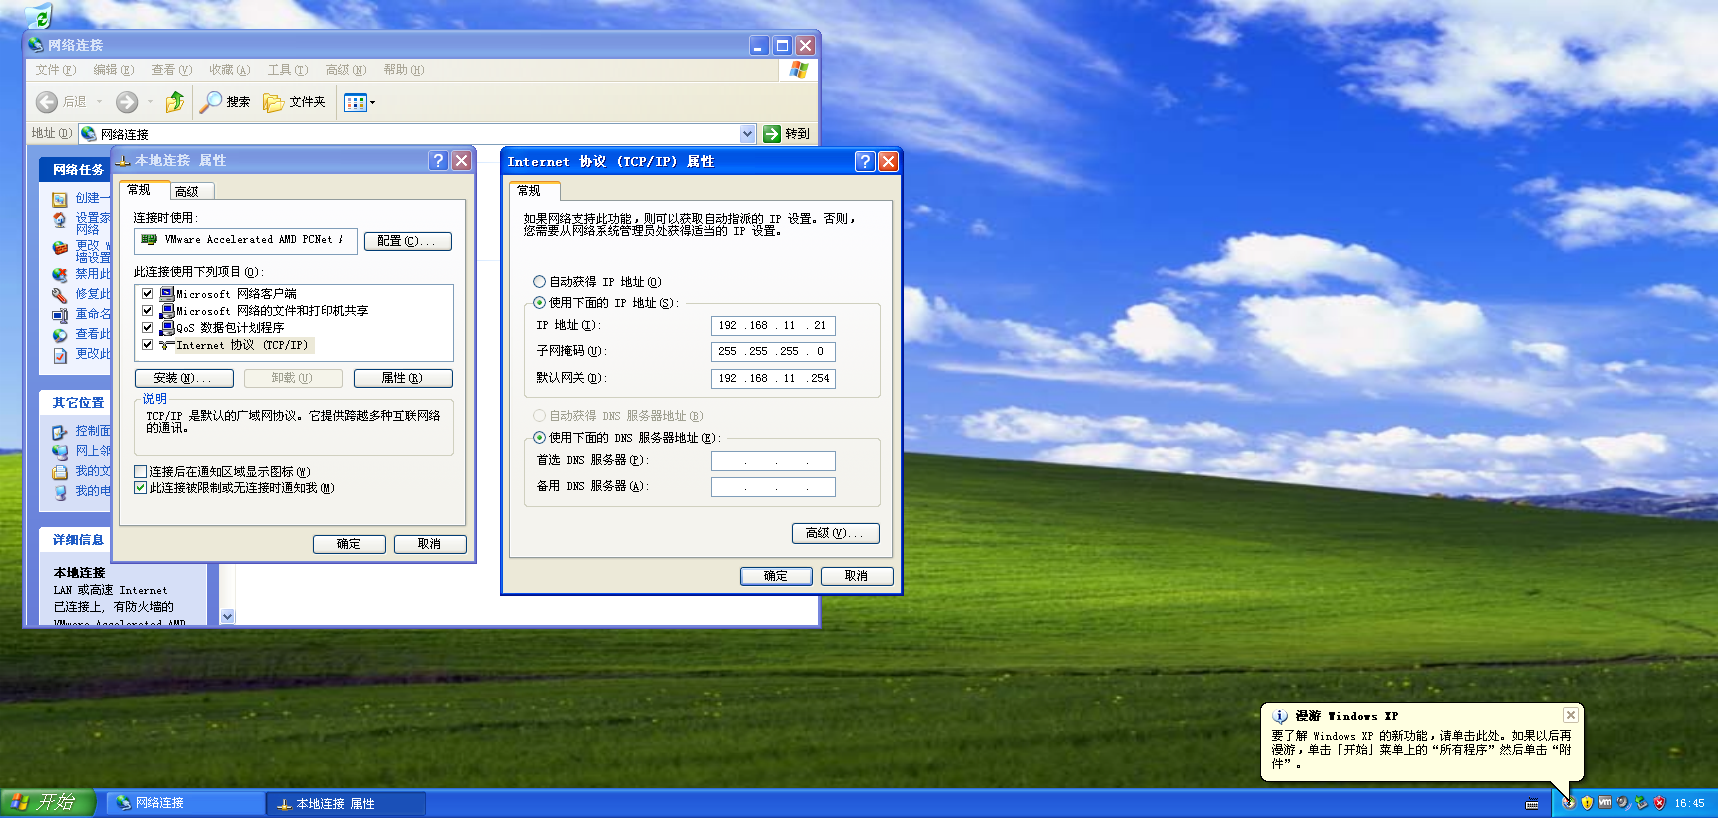 网络连接
文件(F) 编辑(E) 查看(V) 收藏(A) 工具(T) 高级(N) 帮助(H)
后退 搜索 文件夹
地址(D) 网络连接 转到
网络任务
创建一
设置家
网络
更改 W
墙设
禁用此
修复此
重命名
查看此
更改此
其它位置
控制面
网上邻
我的文
我的电
详细信息
本地连接
LAN 或高速 Internet
已连接上, 有防火墙的
VMware Accelerated AMD
本地连接 属性
常规 高级
连接时使用:
VMware Accelerated AMD PCNet A
配置(C)...
此连接使用下列项目(O):
Microsoft 网络客户端
Microsoft 网络的文件和打印机共享
QoS 数据包计划程序
Internet 协议 (TCP/IP)
安装(N)... 卸载(U) 属性(R)
说明
TCP/IP 是默认的广域网协议。它提供跨越多种互联网络
的通讯。
连接后在通知区域显示图标(W)
此连接被限制或无连接时通知我(M)
确定 取消
Internet 协议 (TCP/IP) 属性
常规
如果网络支持此功能,则可以获取自动指派的 IP 设置。否则,
您需要从网络系统管理员处获得适当的 IP 设置。
自动获得 IP 地址(O)
使用下面的 IP 地址(S):
IP 地址(I): 192 .168 . 11 . 21
子网掩码(U): 255 .255 .255 . 0
默认网关(D): 192 .168 . 11 .254
自动获得 DNS 服务器地址(B)
使用下面的 DNS 服务器地址(E):
首选 DNS 服务器(P): . . .
备用 DNS 服务器(A): . . .
高级(V)...
确定 取消
漫游 Windows XP
要了解 Windows XP 的新功能,请单击此处。如果以后再
漫游,单击「开始」菜单上的“所有程序”然后单击“附
件”。
开始 网络连接 本地连接 属性 vm 16:45